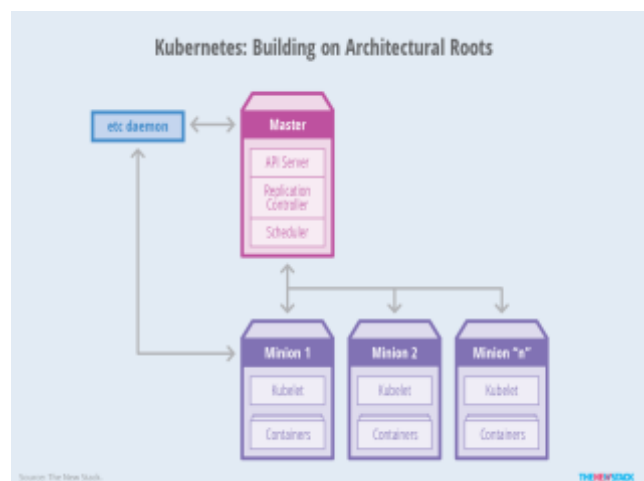 Kubernetes: Building on Architectural Roots
etc daemon
Master
API Server
Replication
Controller
Scheduler
Minion 1
Minion 2
Minion "n"
Kubelet
Kubelet
Kubelet
Containers
Containers
Containers
Source: The New Stack.
THENEWSTACK